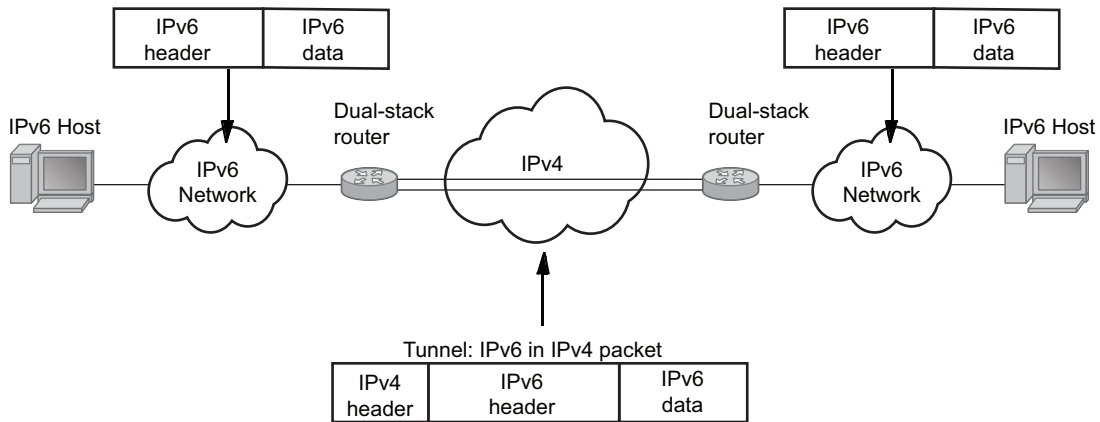 IPv6
header
IPv6
data
IPv6
header
IPv6
data
IPv6 Host
IPv6
Network
Dual-stack
router
IPv4
Dual-stack
router
IPv6
Network
IPv6 Host
Tunnel: IPv6 in IPv4 packet
IPv4
header
IPv6
header
IPv6
data